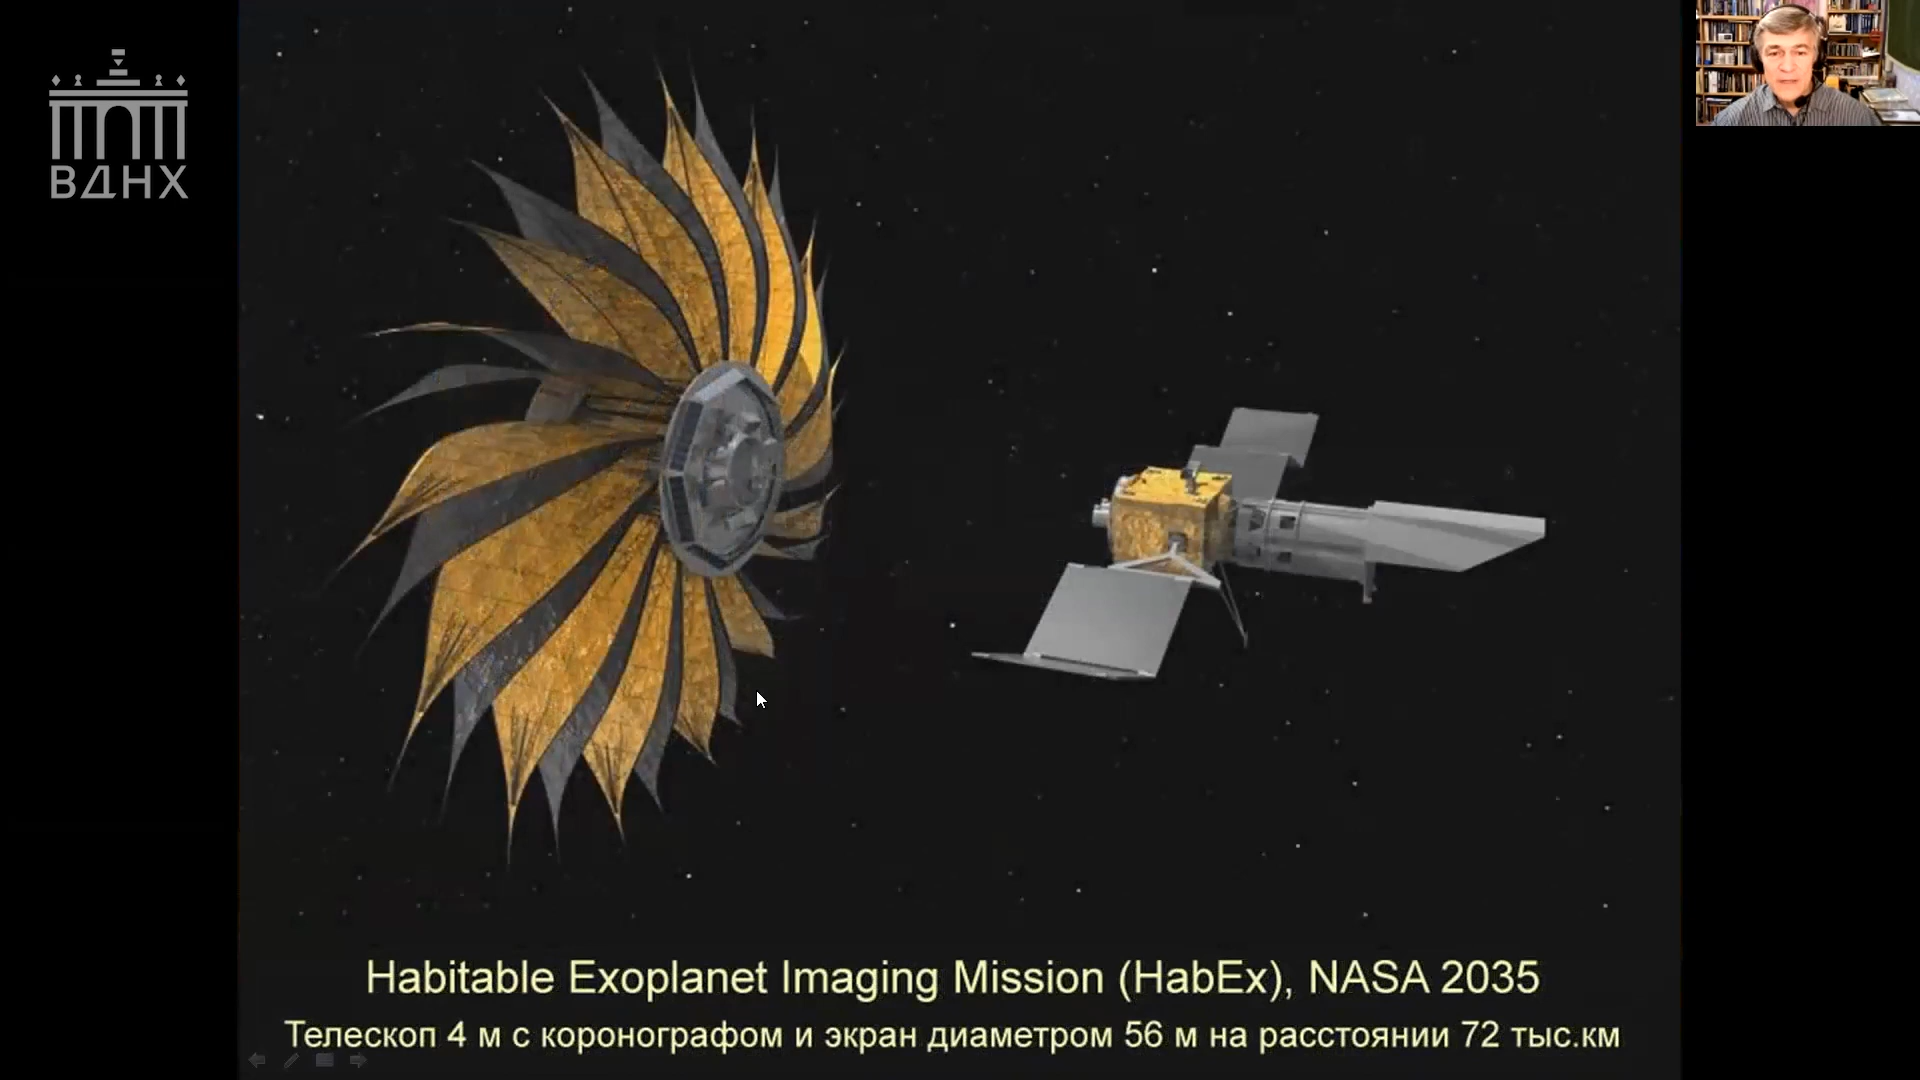 ВДНХ
Habitable Exoplanet Imaging Mission (HabEx), NASA 2035
Телескоп 4 м с коронографом и экран диаметром 56 м на расстоянии 72 тыс.км